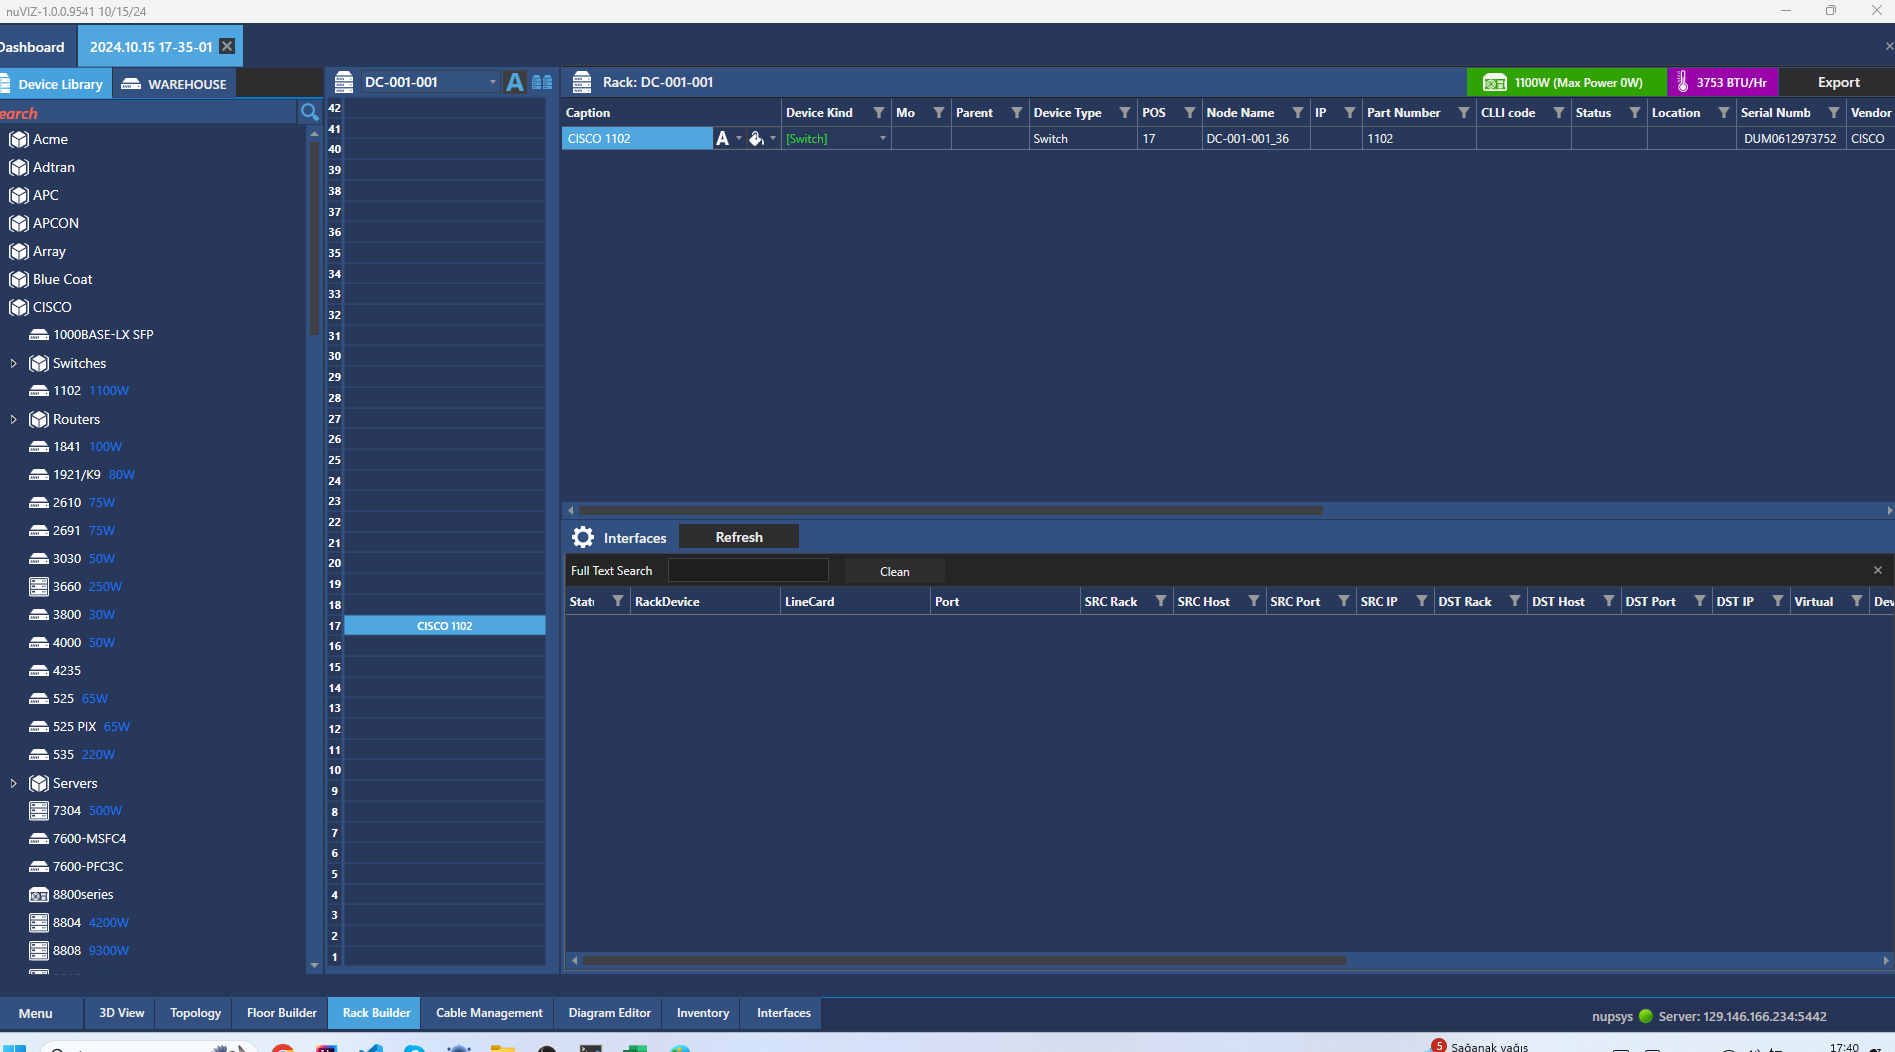 nuVIZ-1.0.0.9541 10/15/24
Dashboard
2024.10.15 17-35-01
Device Library
WAREHOUSE
earch
Acme
Adtran
APC
APCON
Array
Blue Coat
CISCO
1000BASE-LX SFP
Switches
1102 1100W
Routers
1841 100W
1921/K9 80W
2610 75W
2691 75W
3030 50W
3660 250W
3800 30W
4000 50W
4235
525 65W
525 PIX 65W
535 220W
Servers
7304 500W
7600-MSFC4
7600-PFC3C
8800series
8804 4200W
8808 9300W
DC-001-001
A
42
41
40
39
38
37
36
35
34
33
32
31
30
29
28
27
26
25
24
23
22
21
20
19
18
17 CISCO 1102
16
15
14
13
12
11
10
9
8
7
6
5
4
3
2
1
Rack: DC-001-001
1100W (Max Power 0W)
3753 BTU/Hr
Export
Caption Device Kind Mo Parent Device Type POS Node Name IP Part Number CLLI code Status Location Serial Numb Vendor
CISCO 1102 A [Switch] Switch 17 DC-001-001_36 1102 DUM0612973752 CISCO
Interfaces Refresh
Full Text Search Clean
Statu RackDevice LineCard Port SRC Rack SRC Host SRC Port SRC IP DST Rack DST Host DST Port DST IP Virtual Dev
Menu 3D View Topology Floor Builder Rack Builder Cable Management Diagram Editor Inventory Interfaces
nupsys Server: 129.146.166.234:5442
5 Sağanak yağış
17:40